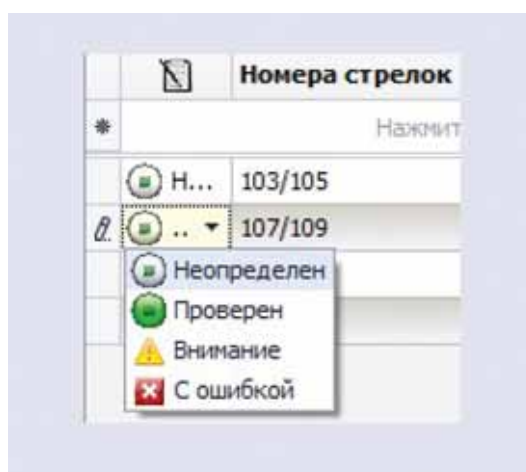 Номера стрелок
* Нажмит
Н... 103/105
.. 107/109
Неопределен
Проверен
Внимание
С ошибкой